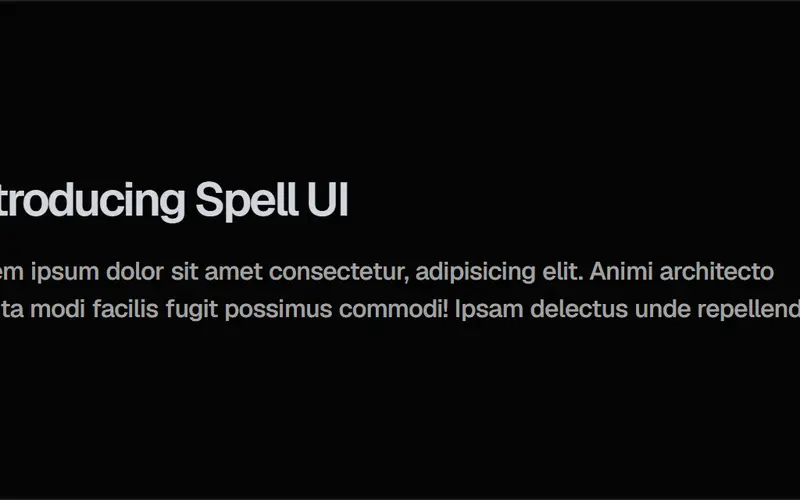 troducing Spell UI
em ipsum dolor sit amet consectetur, adipisicing elit. Animi architecto
ta modi facilis fugit possimus commodi! Ipsam delectus unde repellend